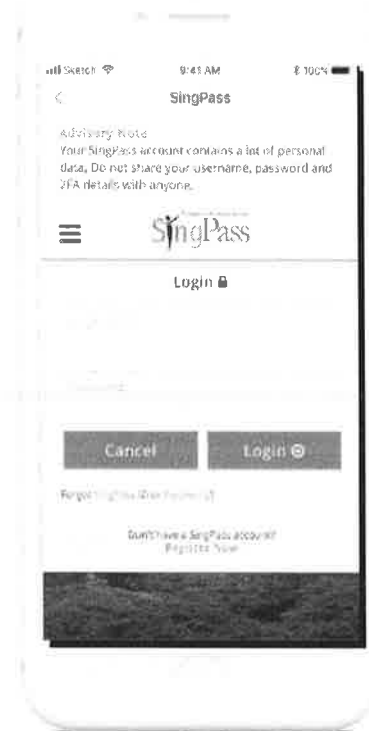 Sketch 9:41 AM 100%
SingPass
Advisory Note
Your SingPass account contains a lot of personal
data, Do not share your username, password and
2FA details with anyone.
SingPass
Login
Cancel Login
Forgot
Don't have a SingPass account?
Register Now